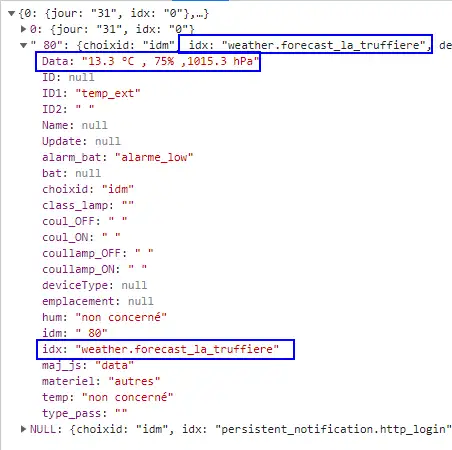 {0: {jour: "31", idx: "0"},…}
0: {jour: "31", idx: "0"}
" 80": {choixid: "idm", idx: "weather.forecast_la_truffiere", de
Data: "13.3 °C , 75% ,1015.3 hPa"
ID: null
ID1: "temp_ext"
ID2: " "
Name: null
Update: null
alarm_bat: "alarme_low"
bat: null
choixid: "idm"
class_lamp: ""
coul_OFF: " "
coul_ON: " "
coullamp_OFF: " "
coullamp_ON: " "
deviceType: null
emplacement: null
hum: "non concerné"
idm: " 80"
idx: "weather.forecast_la_truffiere"
maj_js: "data"
materiel: "autres"
temp: "non concerné"
type_pass: ""
NULL: {choixid: "idm", idx: "persistent_notification.http_login"